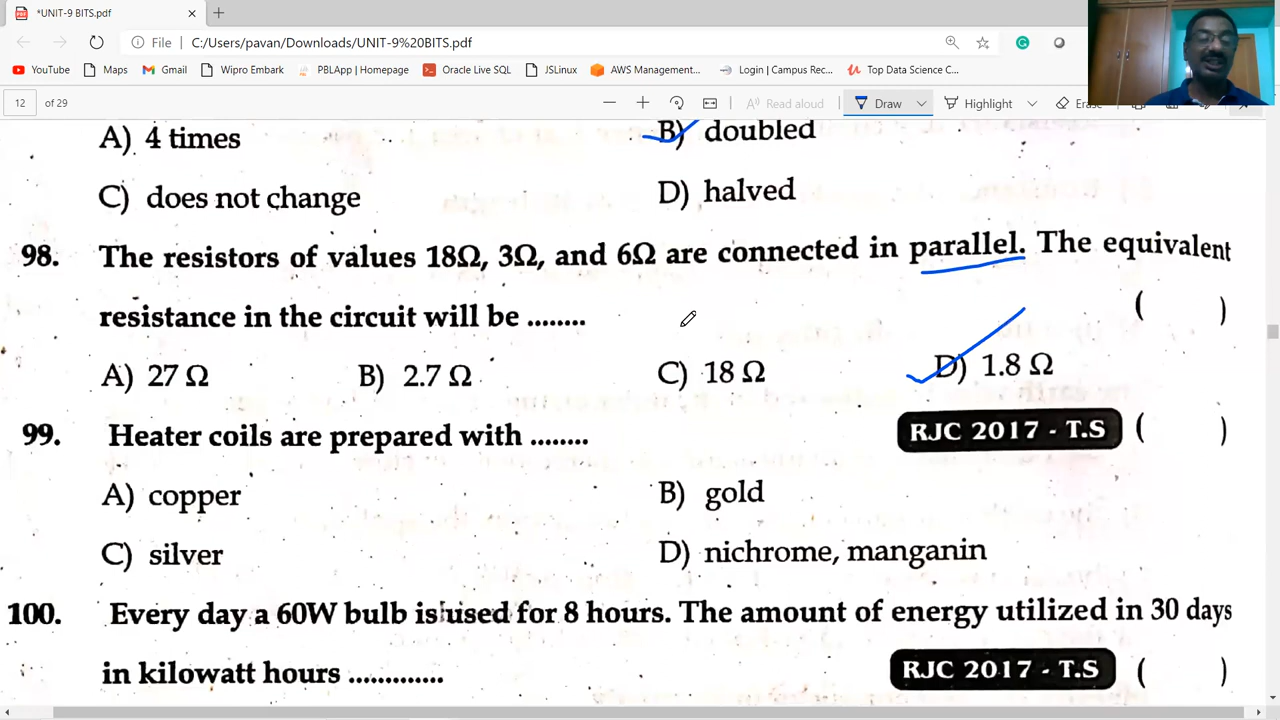 *UNIT-9 BITS.pdf
File C:/Users/pavan/Downloads/UNIT-9%20BITS.pdf
YouTube Maps Gmail Wipro Embark PBLApp | Homepage Oracle Live SQL JSLinux AWS Management... Login | Campus Rec... Top Data Science C...
12 of 29 Read aloud Draw Highlight Erase
A) 4 times B) doubled
C) does not change D) halved
98. The resistors of values 18Ω, 3Ω, and 6Ω are connected in parallel. The equivalent
resistance in the circuit will be ........ ( )
A) 27 Ω B) 2.7 Ω C) 18 Ω D) 1.8 Ω
99. Heater coils are prepared with ........ RJC 2017 - T.S ( )
A) copper B) gold
C) silver D) nichrome, manganin
100. Every day a 60W bulb is used for 8 hours. The amount of energy utilized in 30 days
in kilowatt hours ............. RJC 2017 - T.S ( )